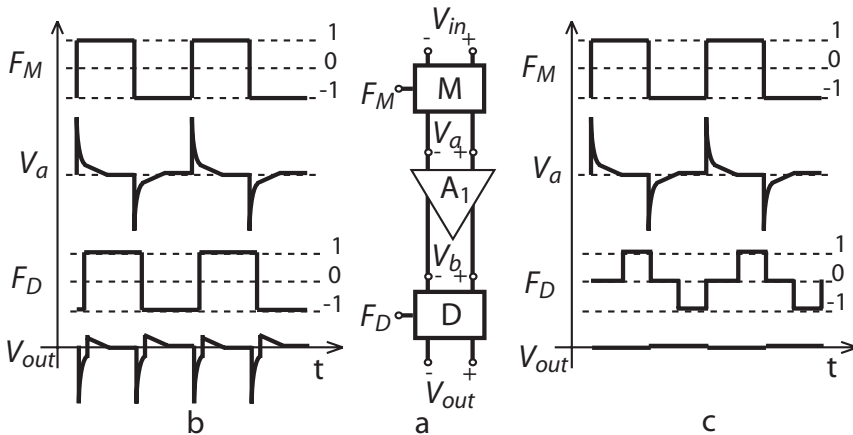 F_M
1
0
-1
V_a
F_D
1
0
-1
V_out
t
b
V_in
- +
F_M
M
V_a
- +
A_1
V_b
- +
F_D
D
- +
V_out
a
F_M
1
0
-1
V_a
F_D
1
0
-1
V_out
t
c